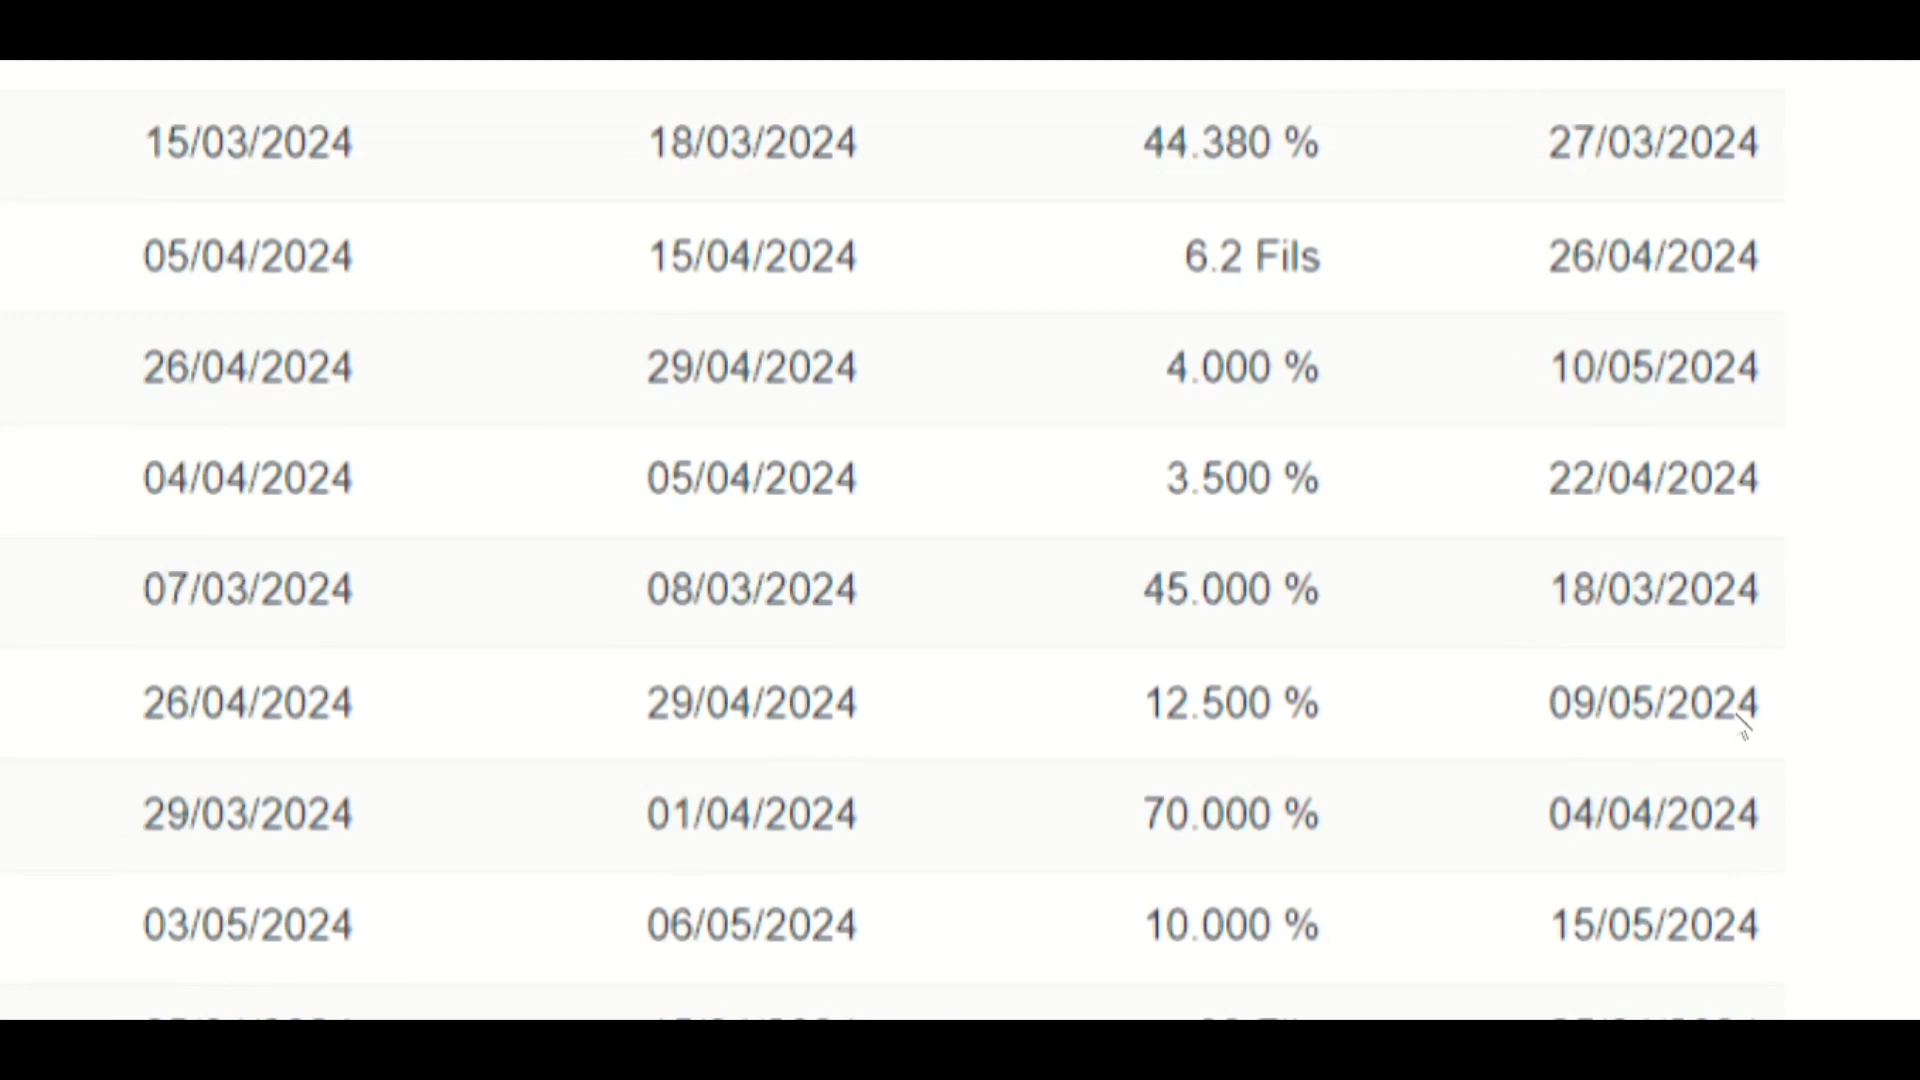 15/03/2024 18/03/2024 44.380 % 27/03/2024
05/04/2024 15/04/2024 6.2 Fils 26/04/2024
26/04/2024 29/04/2024 4.000 % 10/05/2024
04/04/2024 05/04/2024 3.500 % 22/04/2024
07/03/2024 08/03/2024 45.000 % 18/03/2024
26/04/2024 29/04/2024 12.500 % 09/05/2024
29/03/2024 01/04/2024 70.000 % 04/04/2024
03/05/2024 06/05/2024 10.000 % 15/05/2024